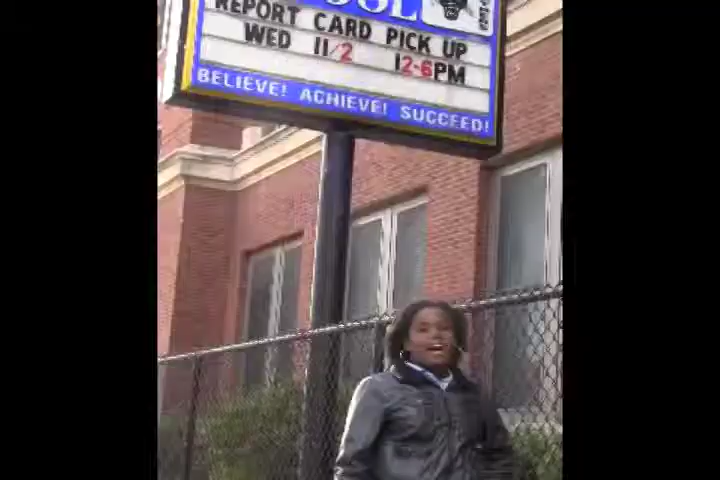 REPORT CARD PICK UP
WED 11/2 12-6PM
BELIEVE! ACHIEVE! SUCCEED!